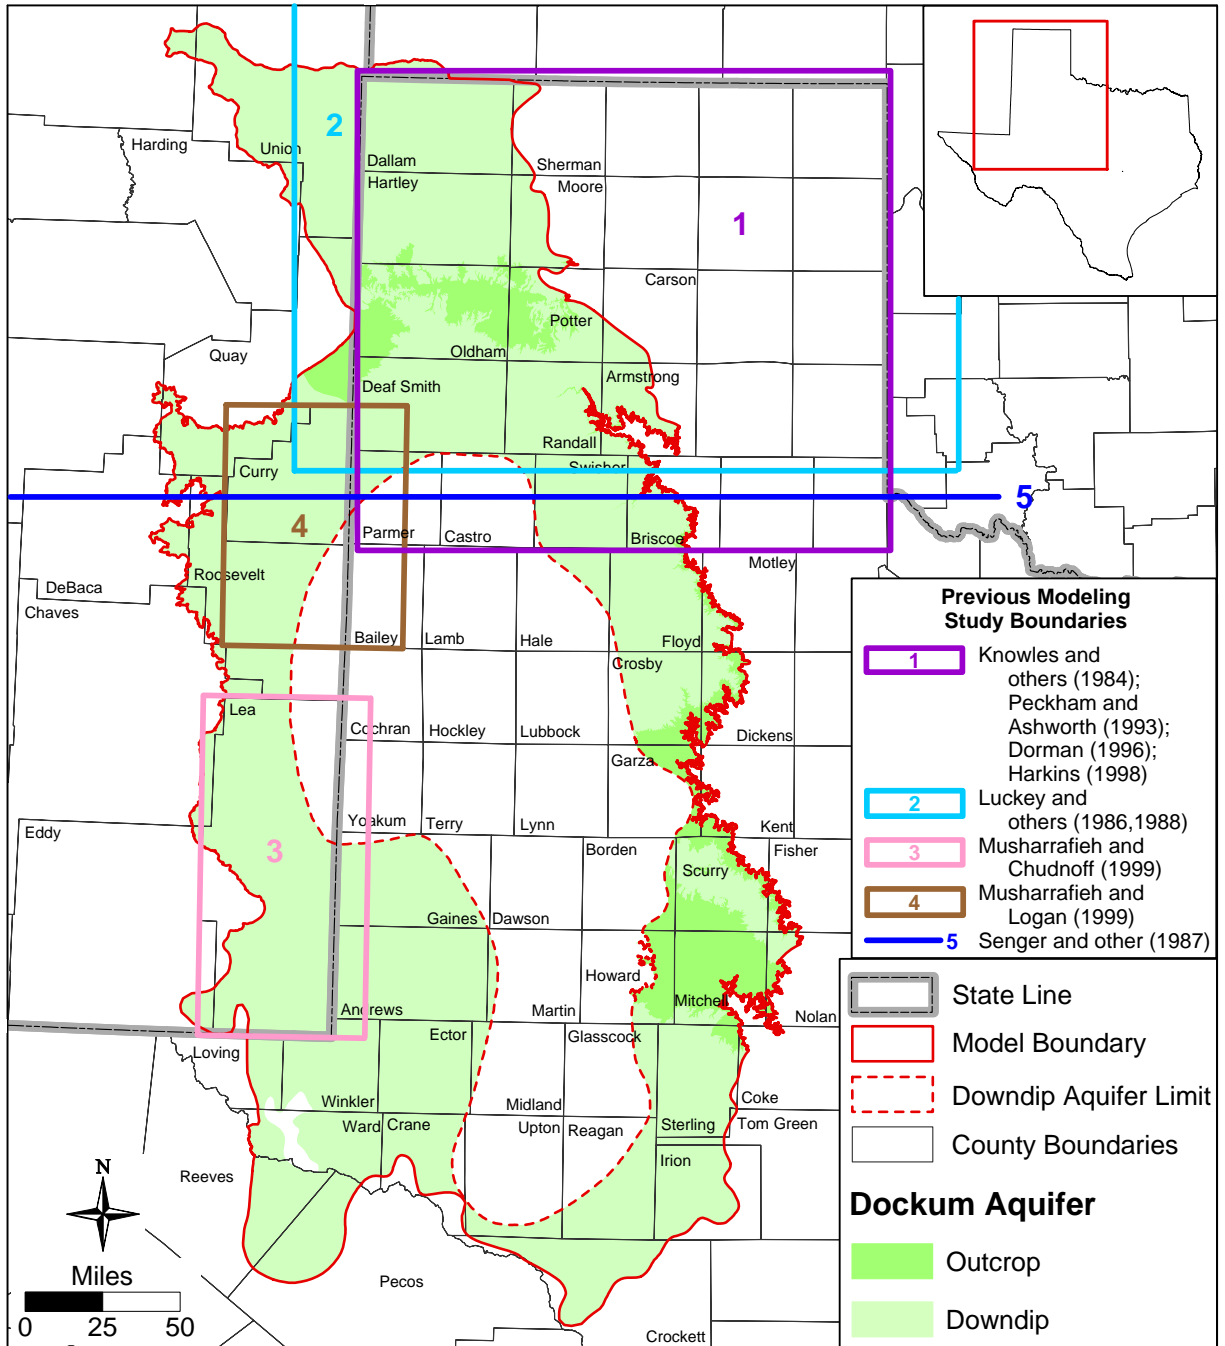 2
Harding
Union
Dallam
Sherman
Hartley
Moore
1
Carson
Potter
Quay
Oldham
Armstrong
Deaf Smith
Randall
Curry
Swisher
5
4
Parmer
Castro
Briscoe
Motley
Roosevelt
DeBaca
Chaves
Bailey
Lamb
Hale
Floyd
Crosby
Lea
Cochran
Hockley
Lubbock
Dickens
Garza
Eddy
Yoakum
Terry
Lynn
Kent
3
Borden
Fisher
Scurry
Gaines
Dawson
Howard
Mitchell
Andrews
Martin
Nolan
Ector
Glasscock
Loving
Winkler
Midland
Coke
Ward
Crane
Upton
Reagan
Sterling
Tom Green
Irion
Reeves
Pecos
Crockett
N
Miles
0 25 50
Previous Modeling
Study Boundaries
1 Knowles and
others (1984);
Peckham and
Ashworth (1993);
Dorman (1996);
Harkins (1998)
2 Luckey and
others (1986,1988)
3 Musharrafieh and
Chudnoff (1999)
4 Musharrafieh and
Logan (1999)
5 Senger and other (1987)
State Line
Model Boundary
Downdip Aquifer Limit
County Boundaries
Dockum Aquifer
Outcrop
Downdip